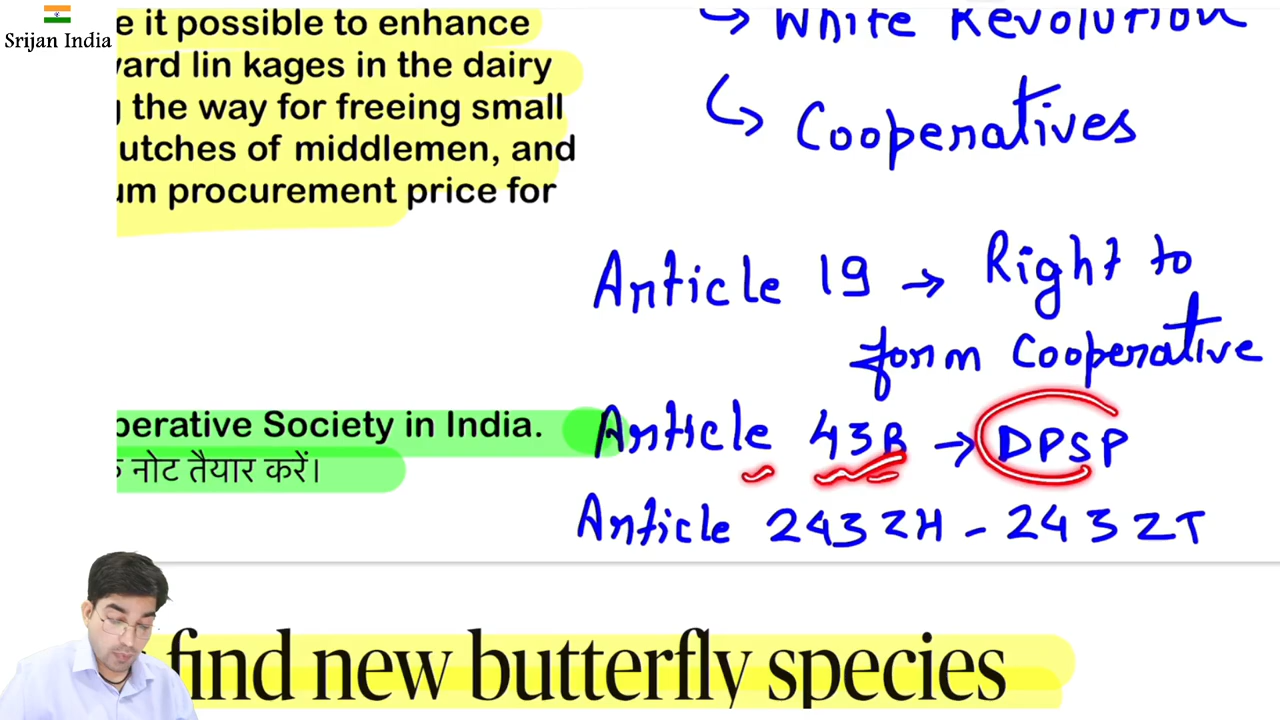 Srijan India
e it possible to enhance
ard lin kages in the dairy
the way for freeing small
utches of middlemen, and
um procurement price for
White Revolution
Cooperatives
Article 19 → Right to
form Cooperative
perative Society in India.
नोट तैयार करें।
Article 43B → DPSP
Article 243ZH - 243ZT
find new butterfly species